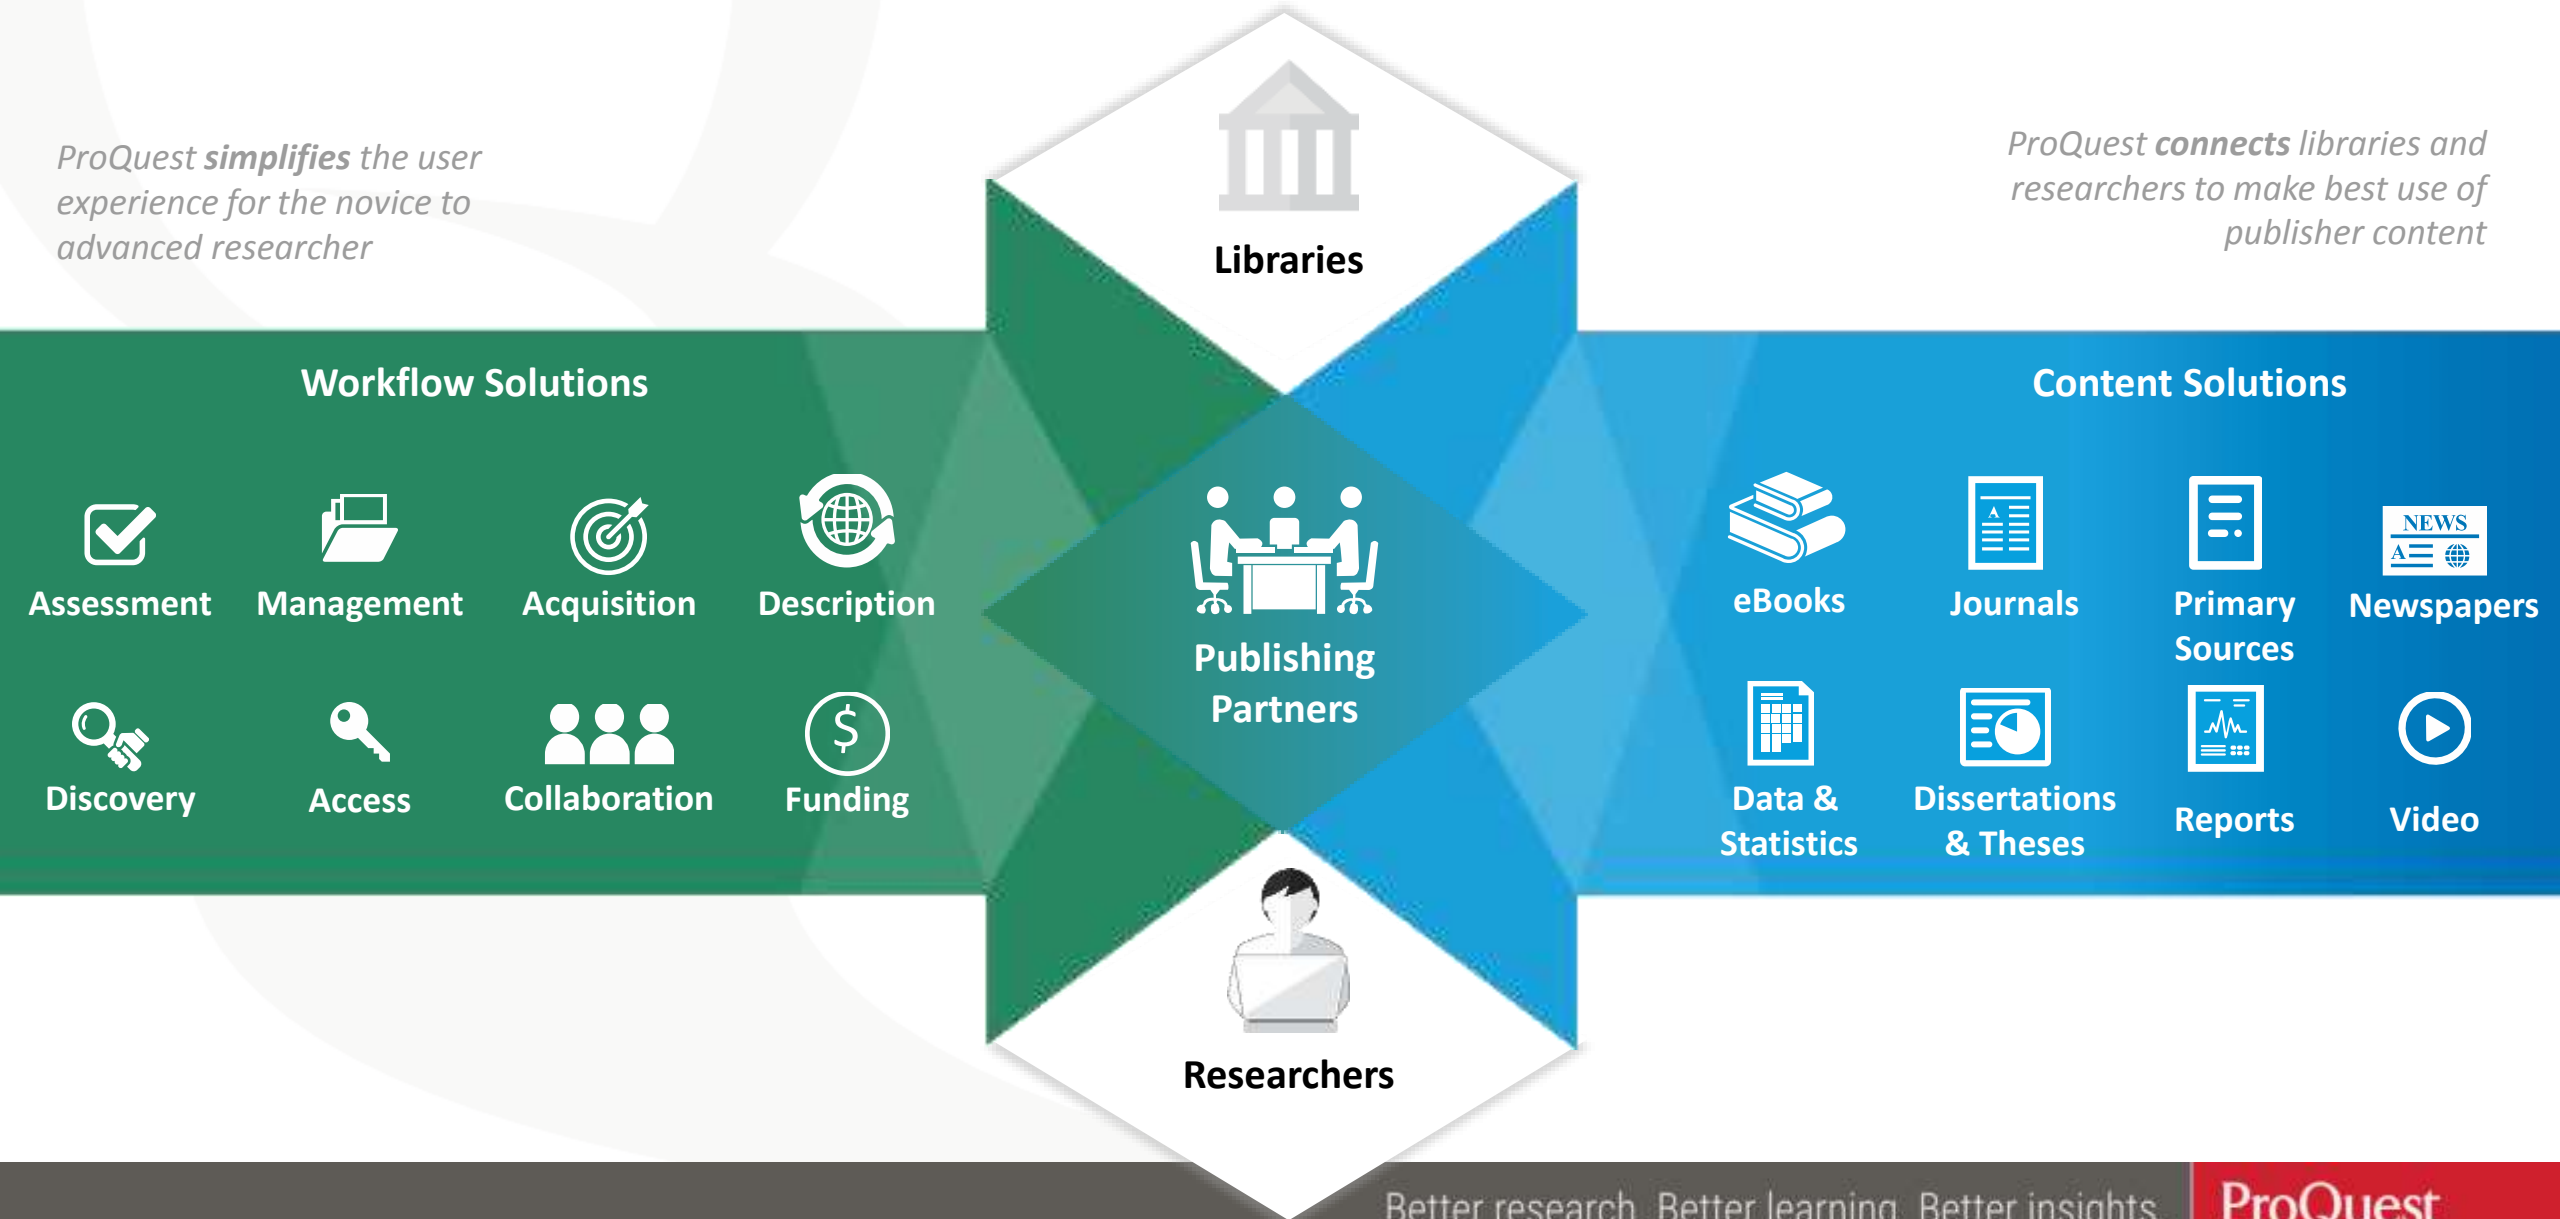 ProQuest simplifies the user
experience for the novice to
advanced researcher
Libraries
ProQuest connects libraries and
researchers to make best use of
publisher content
Workflow Solutions
Assessment
Management
Acquisition
Description
Discovery
Access
Collaboration
Funding
Publishing
Partners
Content Solutions
eBooks
Journals
Primary
Sources
NEWS
A
Newspapers
Data &
Statistics
Dissertations
& Theses
Reports
Video
Researchers
Better research. Better learning. Better insights.
ProQuest